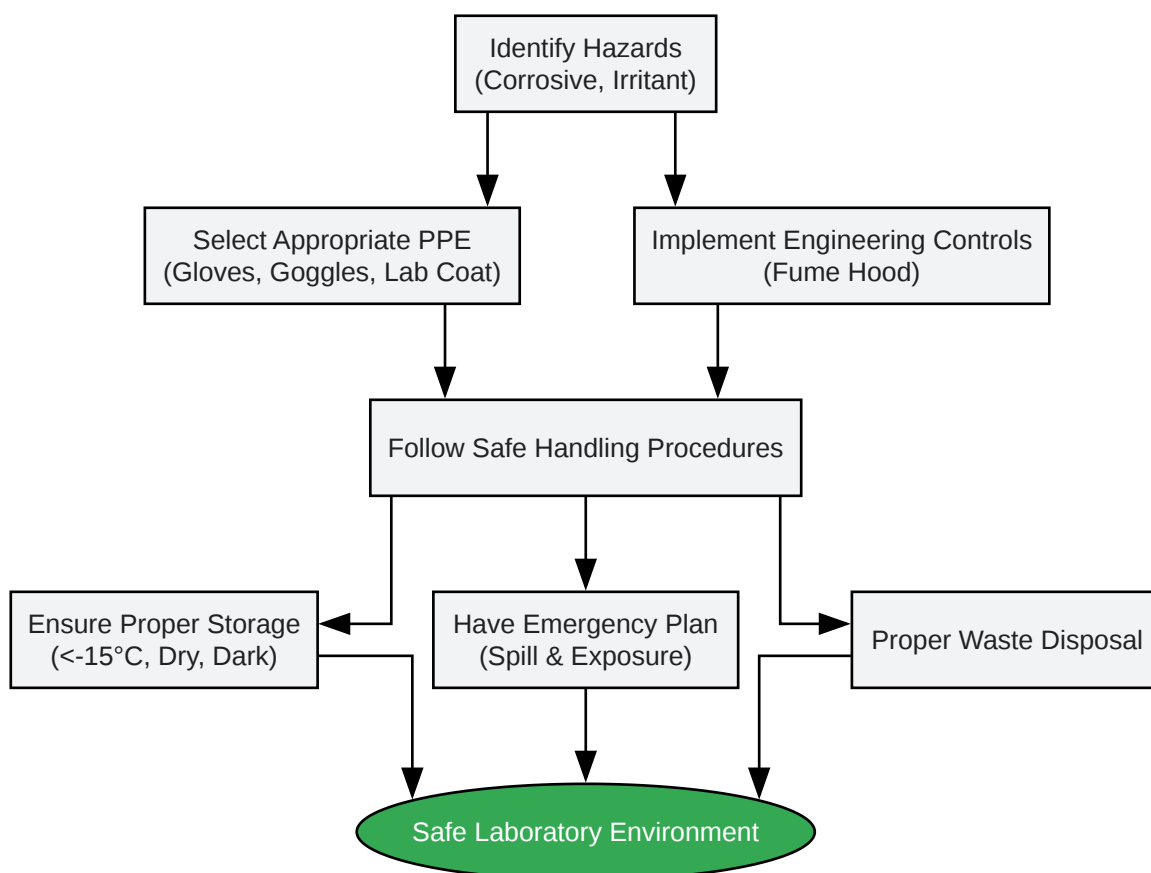 Identify Hazards
(Corrosive, Irritant)
Select Appropriate PPE
(Gloves, Goggles, Lab Coat)
Implement Engineering Controls
(Fume Hood)
Follow Safe Handling Procedures
Ensure Proper Storage
(<-15°C, Dry, Dark)
Have Emergency Plan
(Spill & Exposure)
Proper Waste Disposal
Safe Laboratory Environment